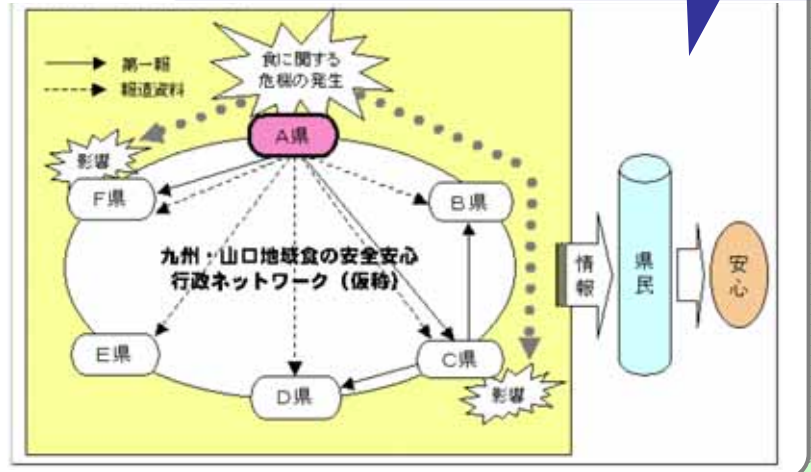 第一報
報道資料
食に関する
危機の発生
A県
影響
F県
B県
九州・山口地域食の安全安心
行政ネットワーク（仮称）
E県
C県
D県
影響
情報
県民
安心